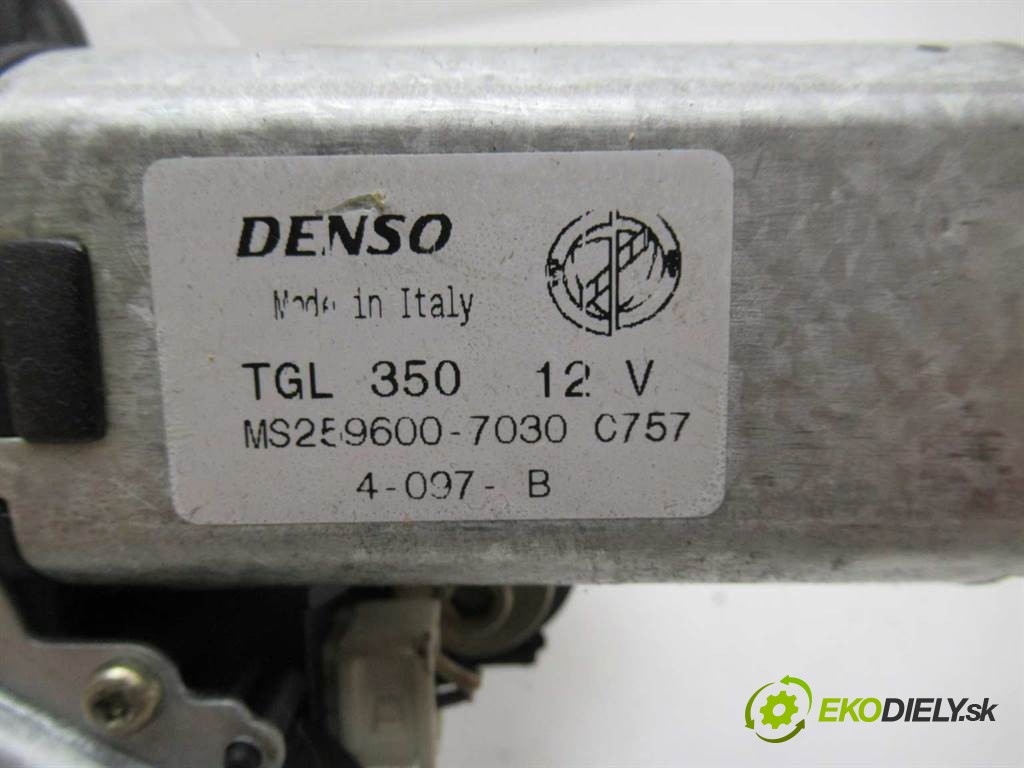 DENSO
Made in Italy
TGL 350 12 V
MS259600-7030 C757
4-097-B
EKODIELY.sk